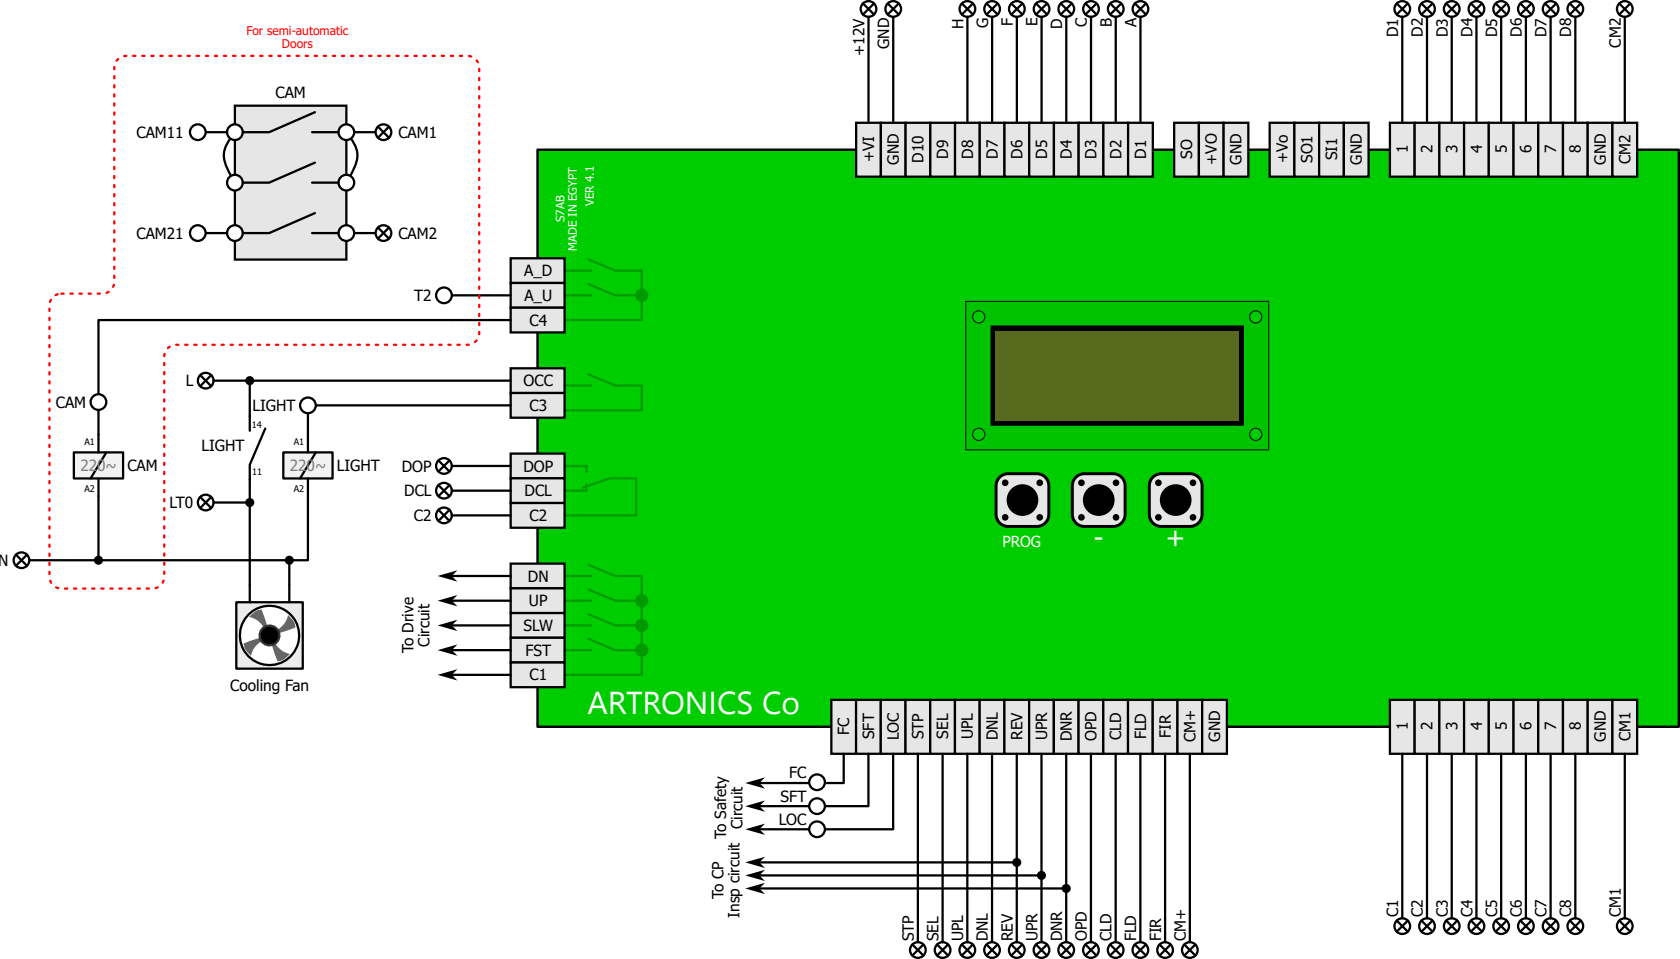 For semi-automatic
Doors
CAM
CAM11
CAM1
CAM21
CAM2
T2
CAM
A1
220~
A2
CAM
L
LIGHT
14
LIGHT
11
A1
220~
A2
LIGHT
LT0
N
Cooling Fan
DOP
DCL
C2
To Drive
Circuit
A_D
A_U
C4
OCC
C3
DOP
DCL
C2
DN
UP
SLW
FST
C1
S7AB
MADE IN EGYPT
VER 4.1
+12V
GND
H
G
F
E
D
C
B
A
+VI
GND
D10
D9
D8
D7
D6
D5
D4
D3
D2
D1
SO
+VO
GND
+Vo
SO1
SI1
GND
D1
D2
D3
D4
D5
D6
D7
D8
CM2
1
2
3
4
5
6
7
8
GND
CM2
PROG
-
+
ARTRONICS Co
FC
SFT
LOC
STP
SEL
UPL
DNL
REV
UPR
DNR
OPD
CLD
FLD
FIR
CM+
GND
FC
SFT
LOC
To Safety
Circuit
To CP
Insp circuit
STP
SEL
UPL
DNL
REV
UPR
DNR
OPD
CLD
FLD
FIR
CM+
1
2
3
4
5
6
7
8
GND
CM1
C1
C2
C3
C4
C5
C6
C7
C8
CM1